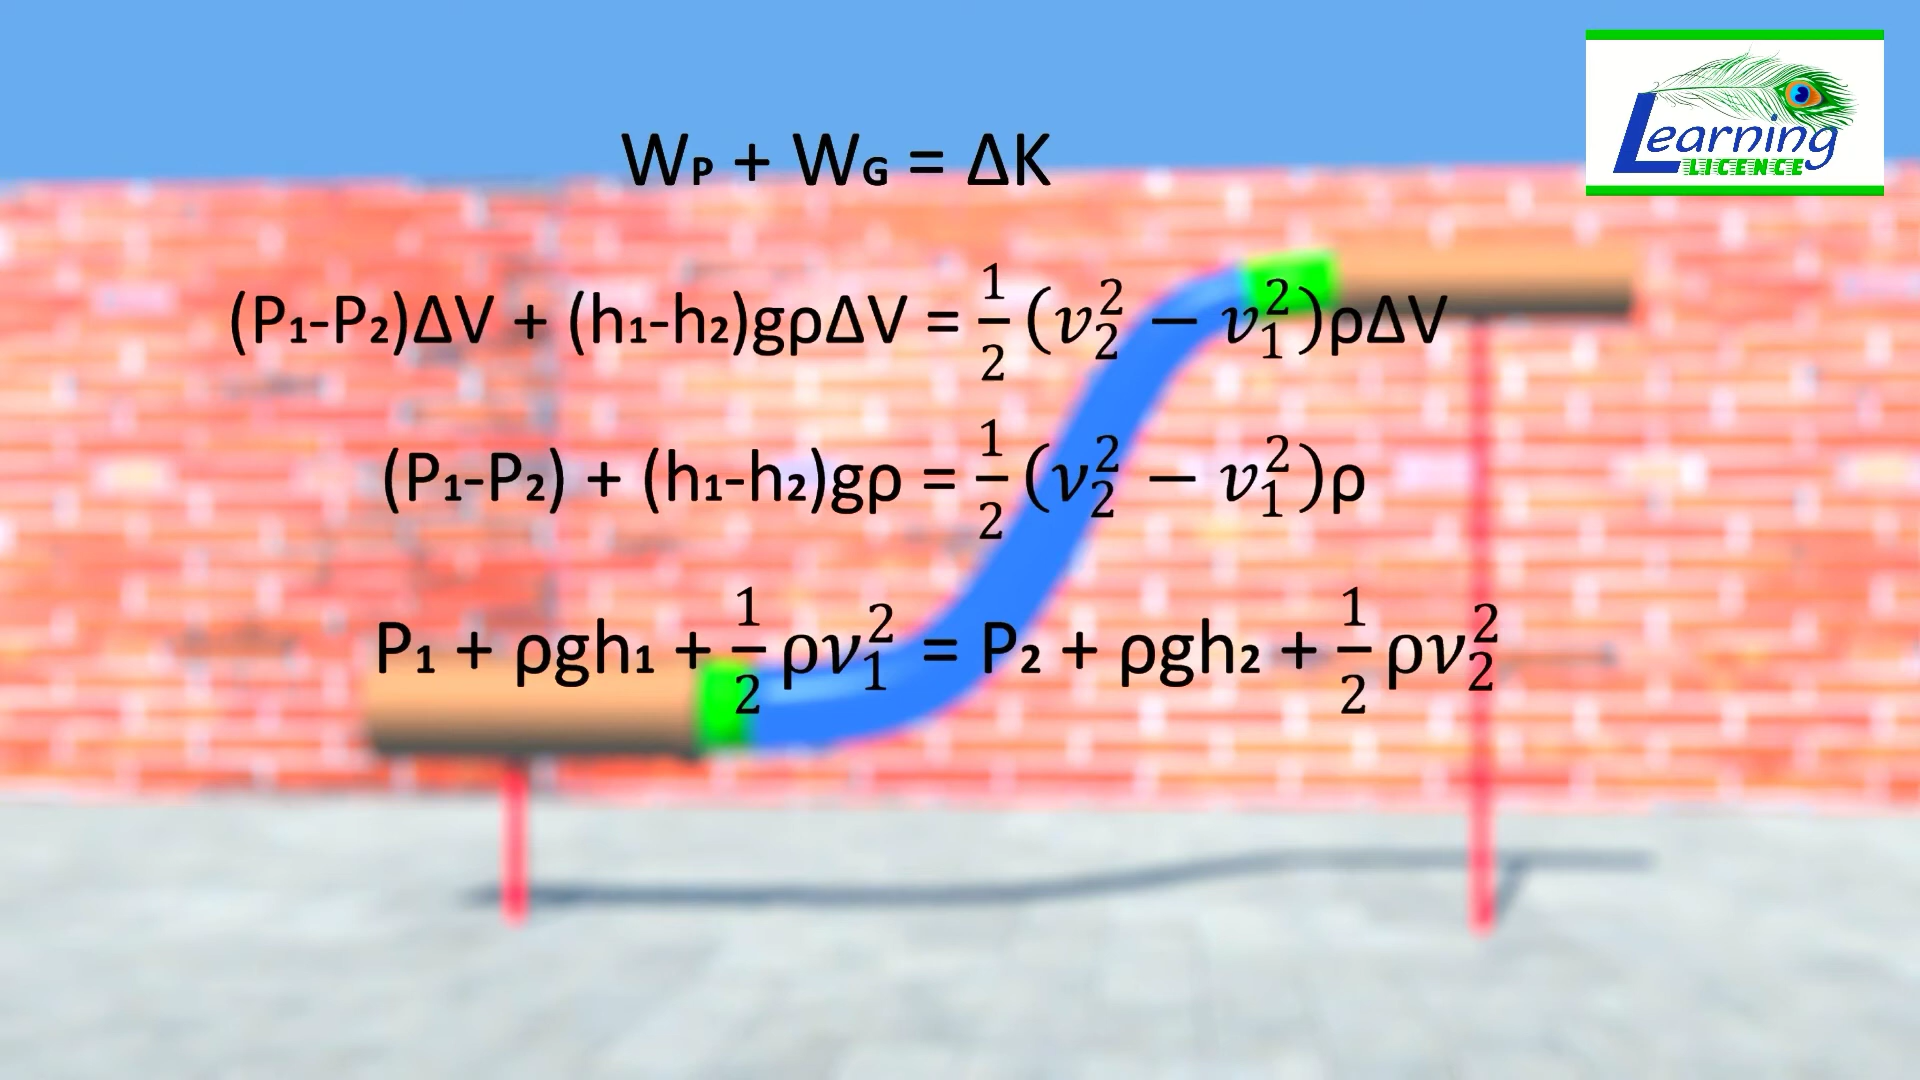 Learning
LICENCE
Wₚ + W_G = ΔK
(P₁-P₂)ΔV + (h₁-h₂)gρΔV = 1/2 (v₂² − v₁²)ρΔV
(P₁-P₂) + (h₁-h₂)gρ = 1/2 (v₂² − v₁²)ρ
P₁ + ρgh₁ + 1/2 ρv₁² = P₂ + ρgh₂ + 1/2 ρv₂²